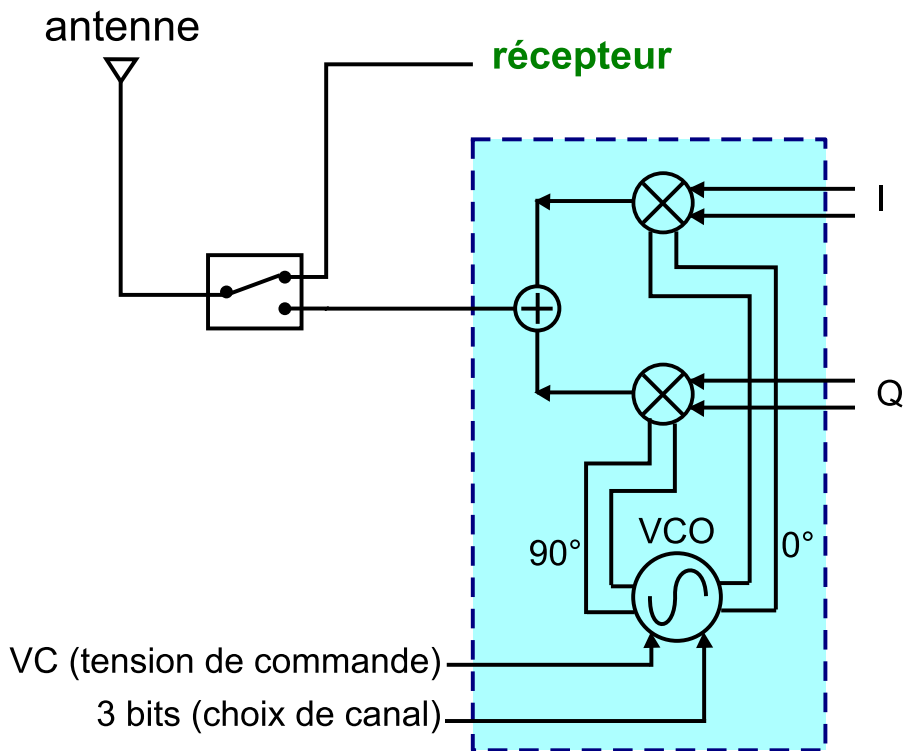 antenne
récepteur
I
Q
VCO
90°
0°
VC (tension de commande)
3 bits (choix de canal)